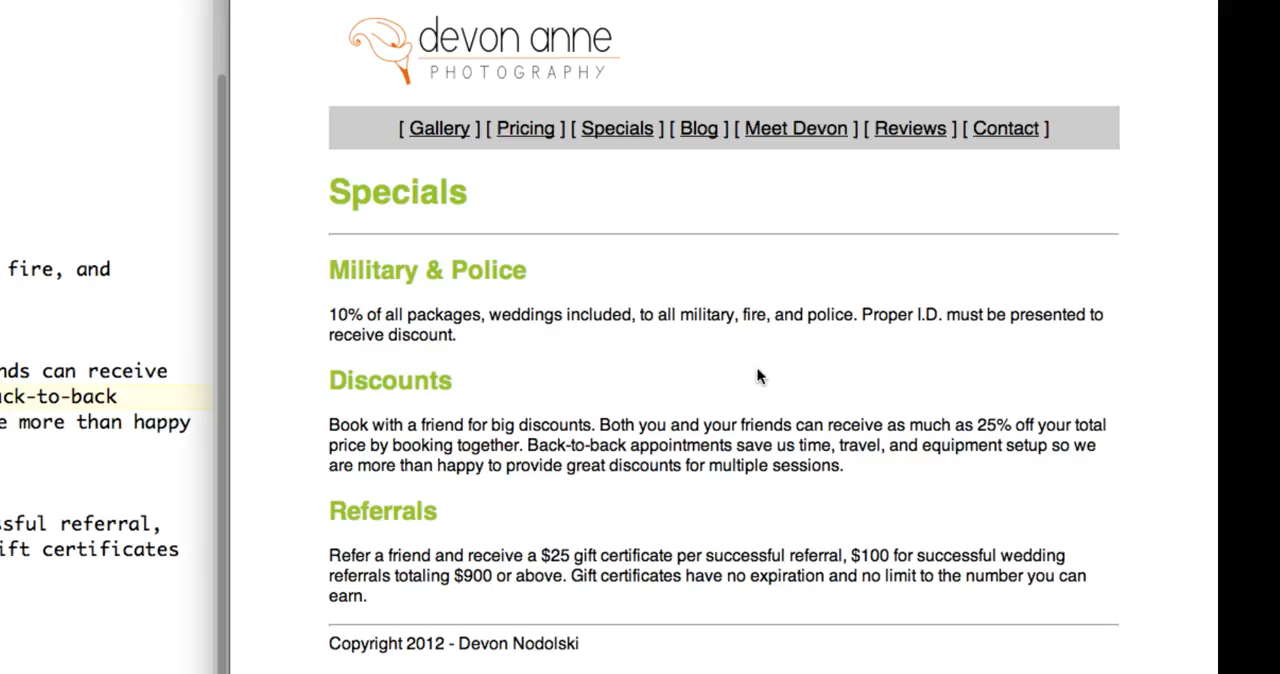 devon anne
PHOTOGRAPHY
[ Gallery ] [ Pricing ] [ Specials ] [ Blog ] [ Meet Devon ] [ Reviews ] [ Contact ]
Specials
Military & Police
10% of all packages, weddings included, to all military, fire, and police. Proper I.D. must be presented to
receive discount.
Discounts
Book with a friend for big discounts. Both you and your friends can receive as much as 25% off your total
price by booking together. Back-to-back appointments save us time, travel, and equipment setup so we
are more than happy to provide great discounts for multiple sessions.
Referrals
Refer a friend and receive a $25 gift certificate per successful referral, $100 for successful wedding
referrals totaling $900 or above. Gift certificates have no expiration and no limit to the number you can
earn.
Copyright 2012 - Devon Nodolski
fire, and
can receive
to-back
more than happy
referral,
certificates